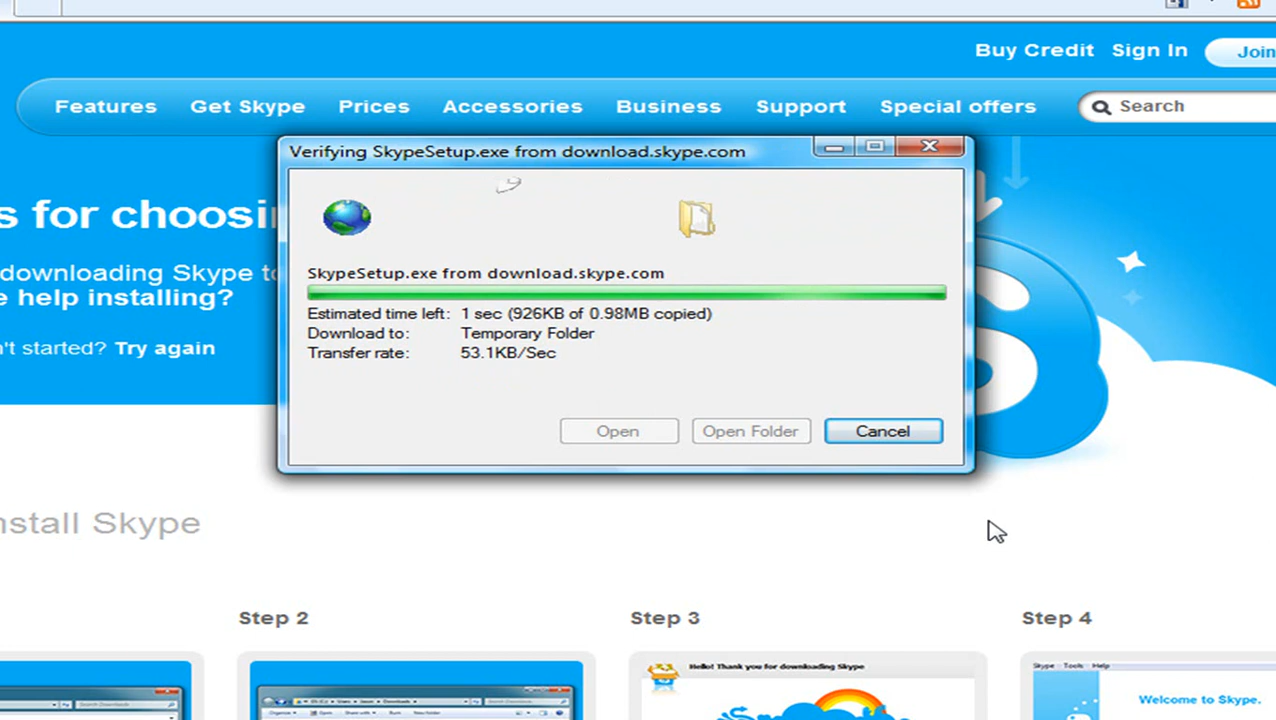 Buy Credit Sign In Join
Features Get Skype Prices Accessories Business Support Special offers Search
Verifying SkypeSetup.exe from download.skype.com
s for choosin
downloading Skype to
e help installing?
't started? Try again
SkypeSetup.exe from download.skype.com
Estimated time left: 1 sec (926KB of 0.98MB copied)
Download to: Temporary Folder
Transfer rate: 53.1KB/Sec
Open Open Folder Cancel
nstall Skype
Step 2 Step 3 Step 4
Hello! Thank you for downloading Skype
Skype Tools Help
Welcome to Skype.